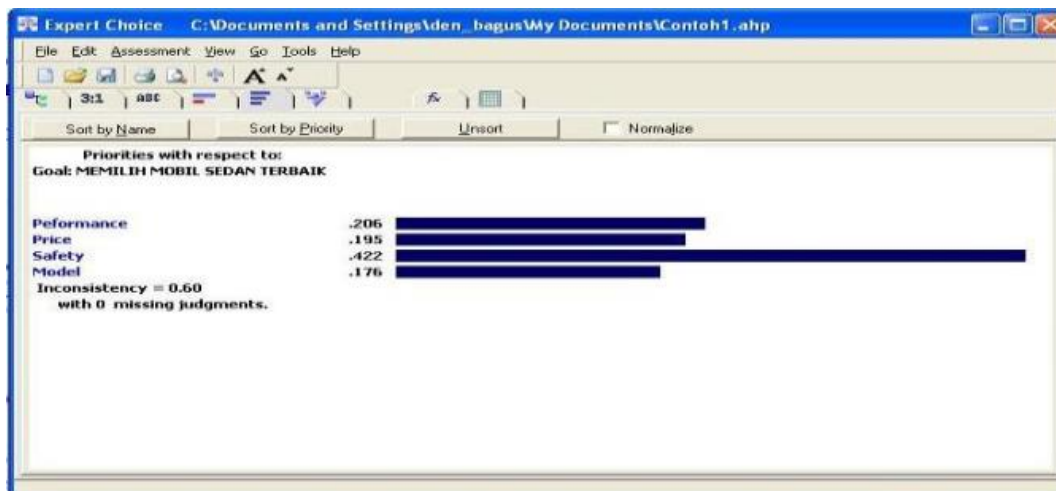 Expert Choice C:\Documents and Settings\den_bagus\My Documents\Contoh1.ahp
File Edit Assessment View Go Tools Help
A A
3:1 ABC fx
Sort by Name Sort by Priority Unsort Normalize
Priorities with respect to:
Goal: MEMILIH MOBIL SEDAN TERBAIK
Peformance .206
Price .195
Safety .422
Model .176
Inconsistency = 0.60
with 0 missing judgments.